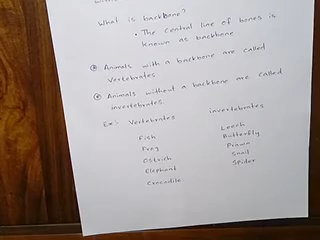 What is backbone?
• The central line of bones is
known as backbone
Animals with a backbone are called
Vertebrates
Animals without a backbone are called
invertebrates
Ex:- Vertebrates invertebrates
Fish Leech
Frog Butterfly
Ostrich Prawn
Elephant Snail
Crocodile Spider